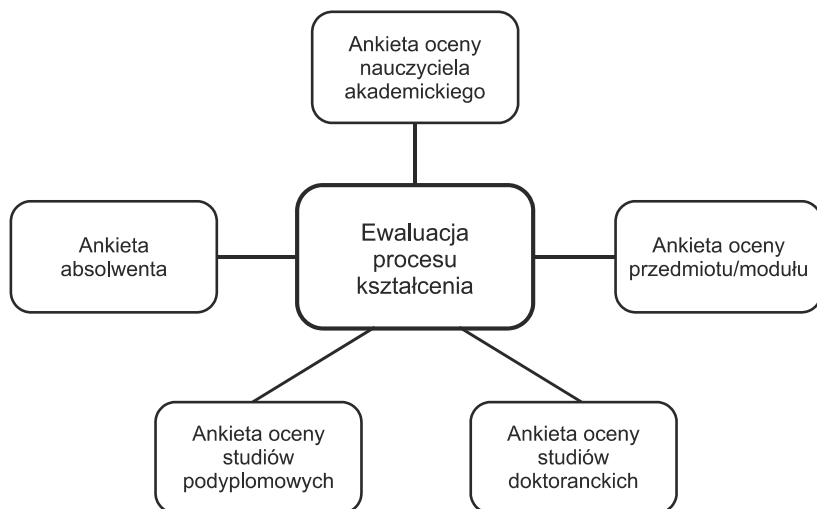 Ankieta oceny
nauczyciela
akademickiego
Ankieta
absolwenta
Ewaluacja
procesu
kształcenia
Ankieta oceny
przedmiotu/modułu
Ankieta oceny
studiów
podyplomowych
Ankieta oceny
studiów
doktoranckich